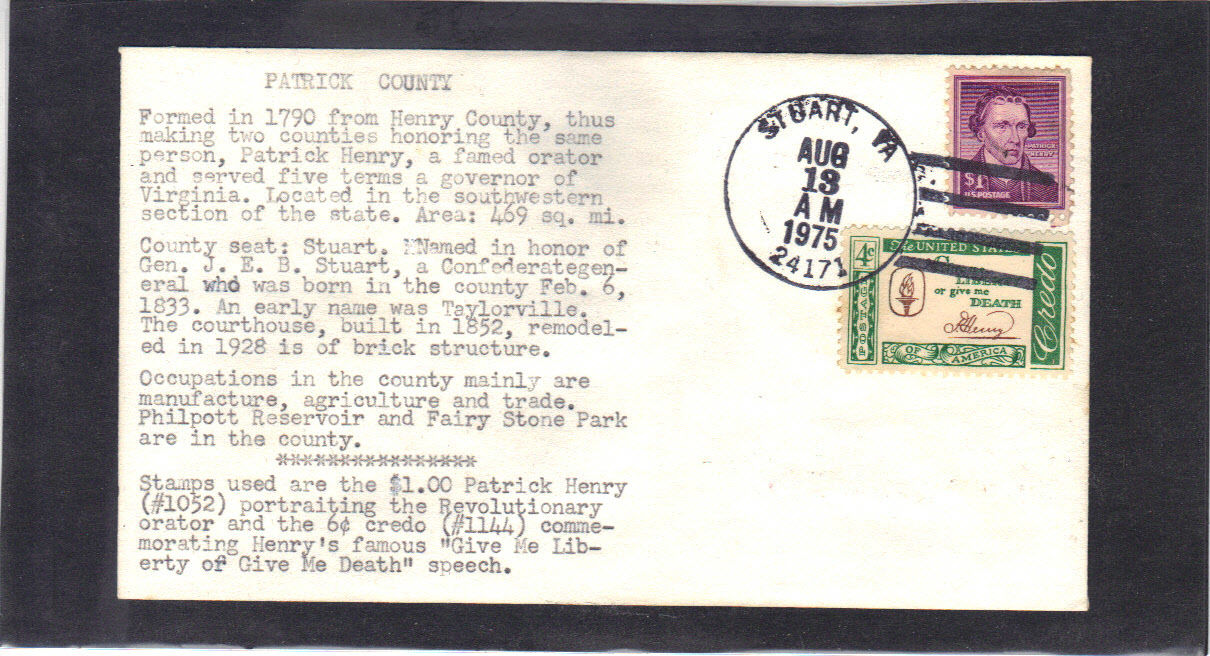 PATRICK COUNTY
Formed in 1790 from Henry County, thus
making two counties honoring the same
person, Patrick Henry, a famed orator
and served five terms a governor of
Virginia. Located in the southwestern
section of the state. Area: 469 sq. mi.
County seat: Stuart. Named in honor of
Gen. J. E. B. Stuart, a Confederategen-
eral who was born in the county Feb. 6,
1833. An early name was Taylorville.
The courthouse, built in 1852, remodel-
ed in 1928 is of brick structure.
Occupations in the county mainly are
manufacture, agriculture and trade.
Philpott Reservoir and Fairy Stone Park
are in the county.
****************
Stamps used are the $1.00 Patrick Henry
(#1052) portraiting the Revolutionary
orator and the 6¢ credo (#1144) comme-
morating Henry's famous "Give Me Lib-
erty of Give Me Death" speech.
STUART, VA
AUG
13
AM
1975
24171
PATRICK
HENRY
$1
U.S. POSTAGE
4¢
POSTAGE
The UNITED STATES
LIBERTY
or give me
DEATH
P. Henry
OF AMERICA
Credo